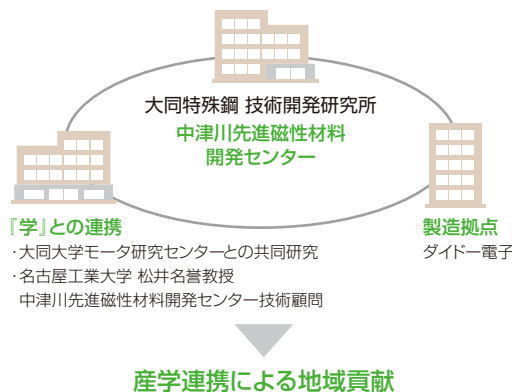 大同特殊鋼 技術開発研究所
中津川先進磁性材料
開発センター
『学』との連携
・大同大学モータ研究センターとの共同研究
・名古屋工業大学 松井名誉教授
中津川先進磁性材料開発センター技術顧問
製造拠点
ダイドー電子
産学連携による地域貢献